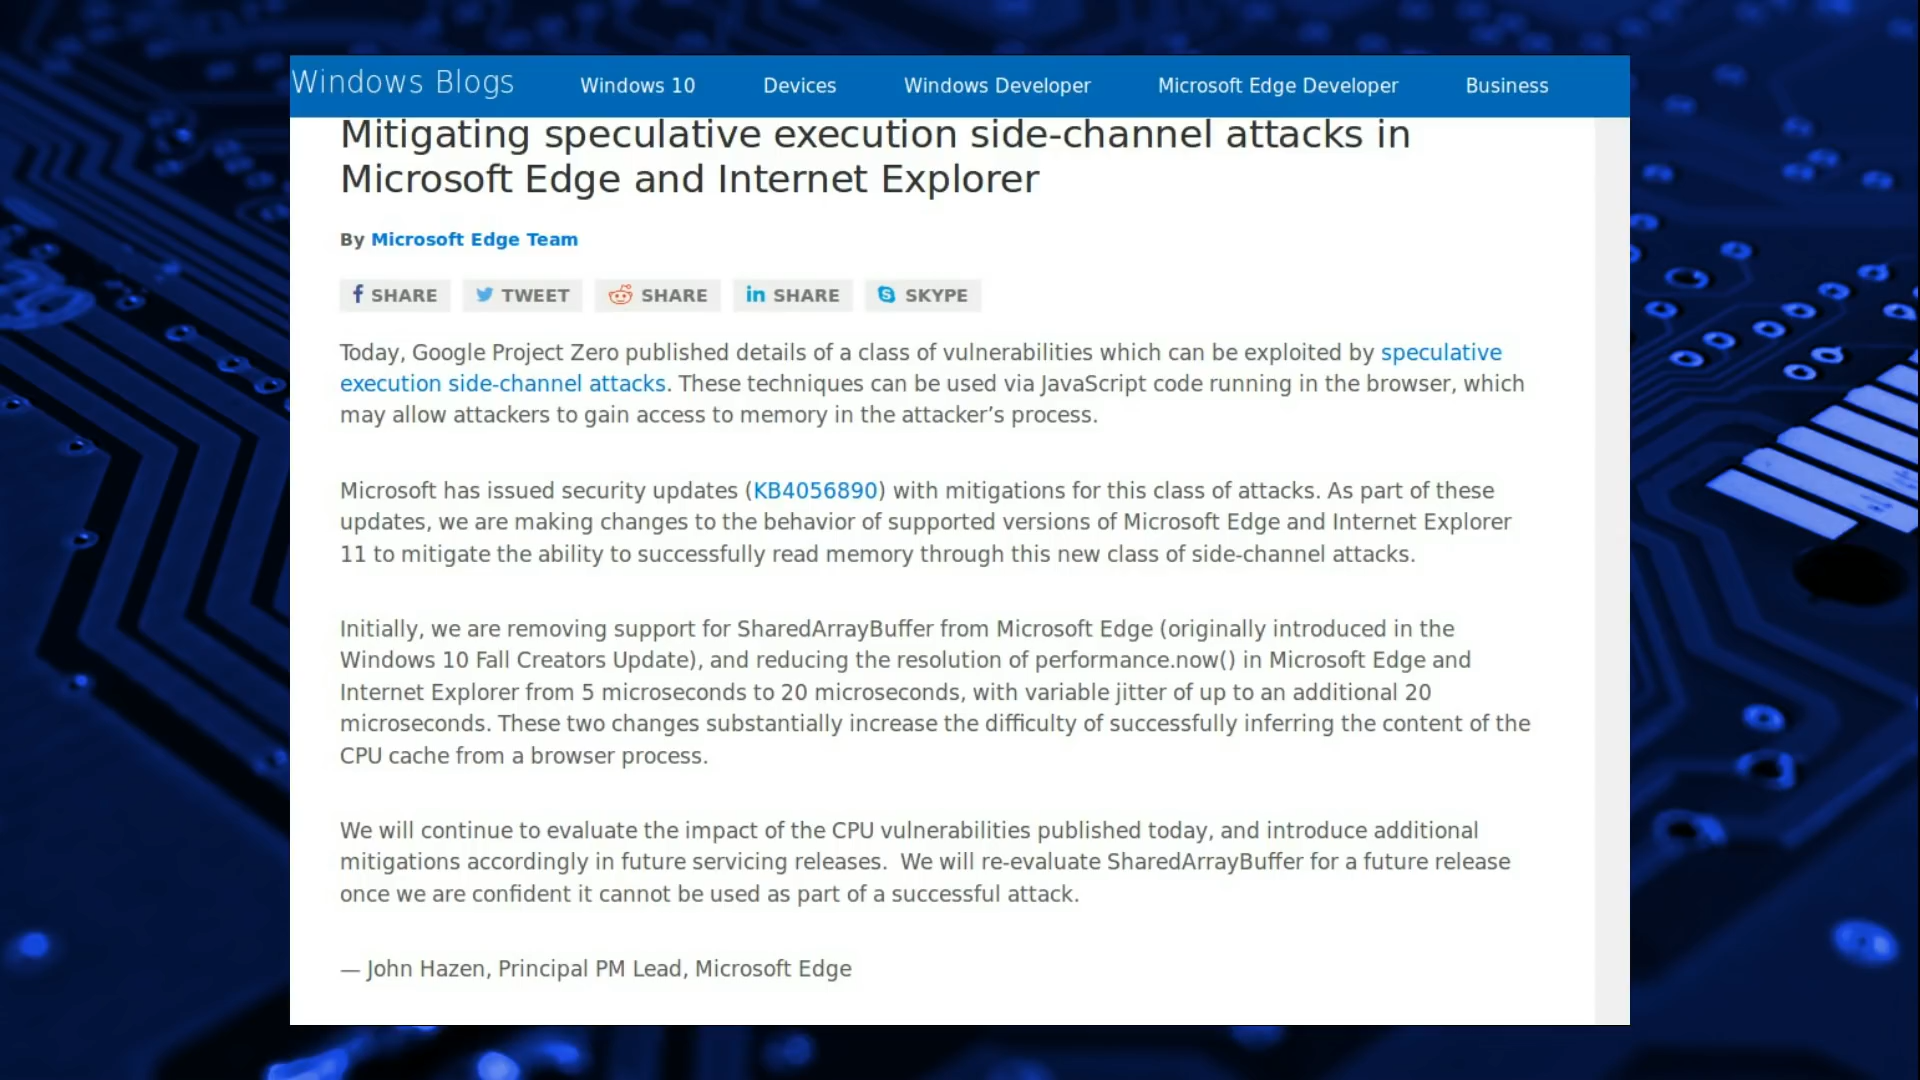 Windows Blogs Windows 10 Devices Windows Developer Microsoft Edge Developer Business
Mitigating speculative execution side-channel attacks in
Microsoft Edge and Internet Explorer
By Microsoft Edge Team
SHARE TWEET SHARE SHARE SKYPE
Today, Google Project Zero published details of a class of vulnerabilities which can be exploited by speculative
execution side-channel attacks. These techniques can be used via JavaScript code running in the browser, which
may allow attackers to gain access to memory in the attacker’s process.
Microsoft has issued security updates (KB4056890) with mitigations for this class of attacks. As part of these
updates, we are making changes to the behavior of supported versions of Microsoft Edge and Internet Explorer
11 to mitigate the ability to successfully read memory through this new class of side-channel attacks.
Initially, we are removing support for SharedArrayBuffer from Microsoft Edge (originally introduced in the
Windows 10 Fall Creators Update), and reducing the resolution of performance.now() in Microsoft Edge and
Internet Explorer from 5 microseconds to 20 microseconds, with variable jitter of up to an additional 20
microseconds. These two changes substantially increase the difficulty of successfully inferring the content of the
CPU cache from a browser process.
We will continue to evaluate the impact of the CPU vulnerabilities published today, and introduce additional
mitigations accordingly in future servicing releases.  We will re-evaluate SharedArrayBuffer for a future release
once we are confident it cannot be used as part of a successful attack.
— John Hazen, Principal PM Lead, Microsoft Edge